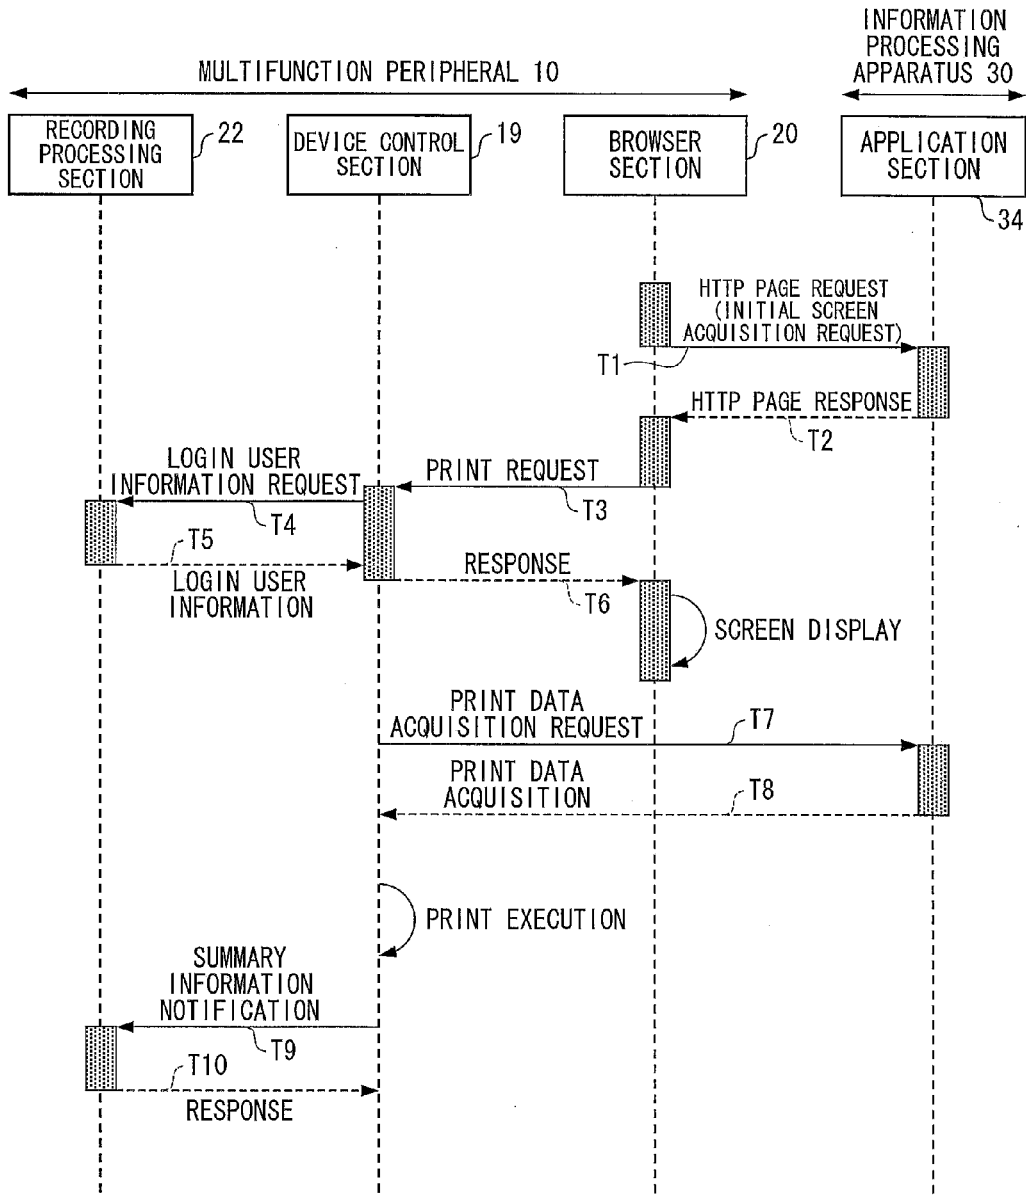 INFORMATION
PROCESSING
APPARATUS 30
MULTIFUNCTION PERIPHERAL 10
RECORDING
PROCESSING
SECTION
22
DEVICE CONTROL
SECTION
19
BROWSER
SECTION
20
APPLICATION
SECTION
34
HTTP PAGE REQUEST
(INITIAL SCREEN
ACQUISITION REQUEST)
T1
HTTP PAGE RESPONSE
T2
PRINT REQUEST
T3
LOGIN USER
INFORMATION REQUEST
T4
T5
LOGIN USER
INFORMATION
RESPONSE
T6
SCREEN DISPLAY
PRINT DATA
ACQUISITION REQUEST
T7
PRINT DATA
ACQUISITION
T8
PRINT EXECUTION
SUMMARY
INFORMATION
NOTIFICATION
T9
T10
RESPONSE